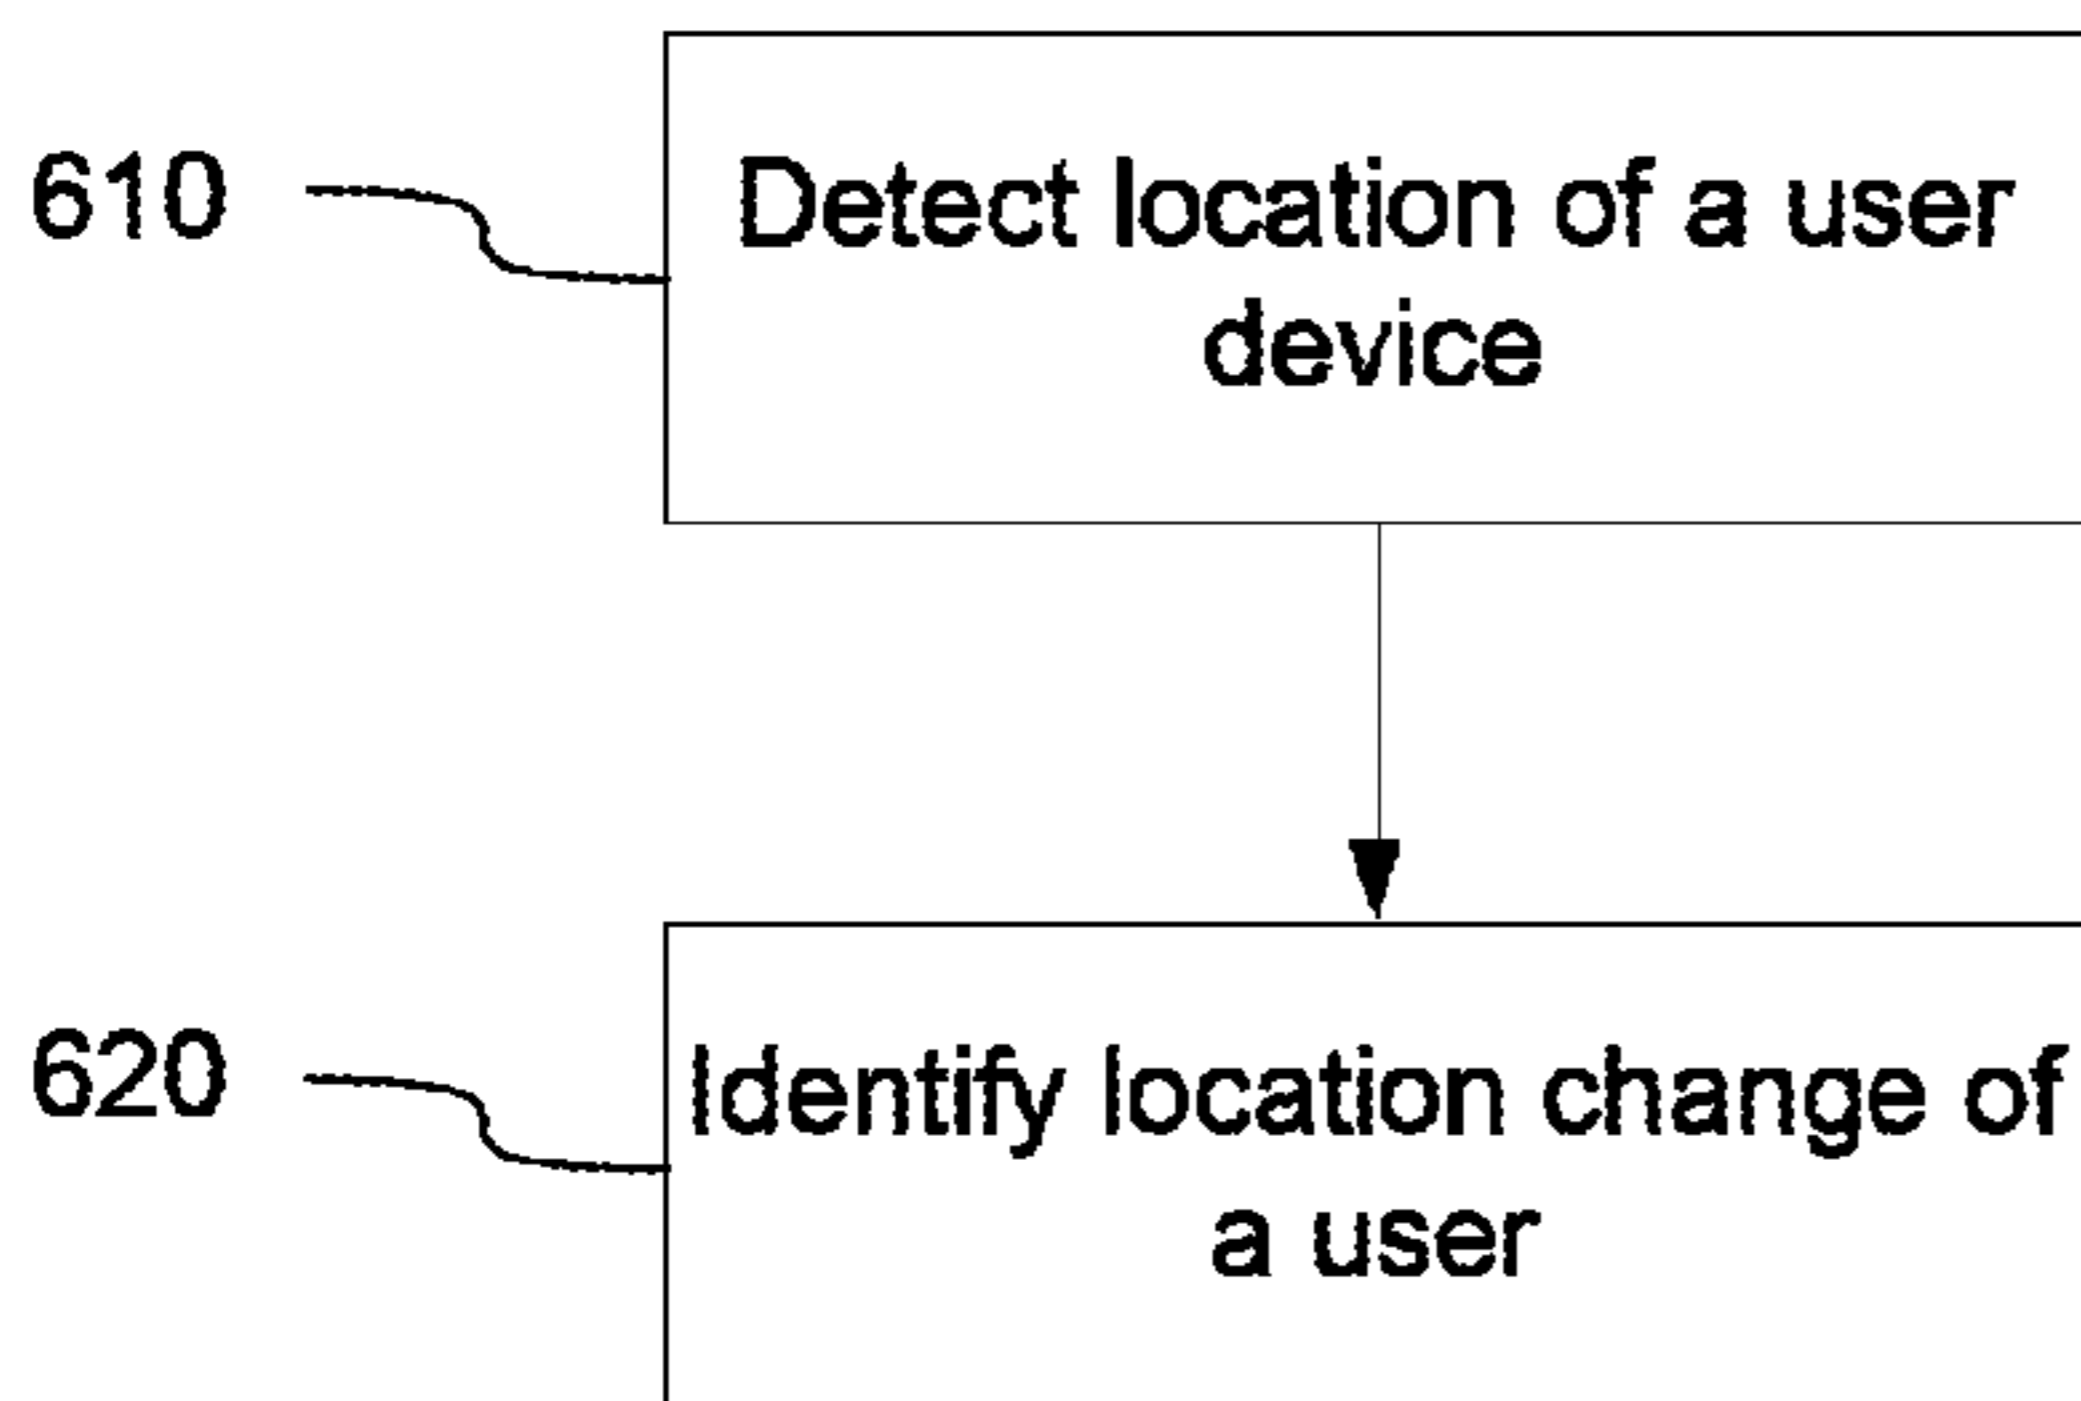 610
Detect location of a user
device
620
Identify location change of
a user